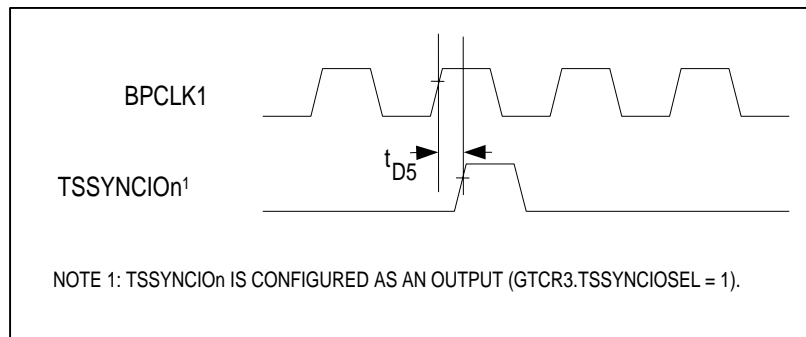 BPCLK1
tD5
TSSYNCIOn1
NOTE 1: TSSYNCIOn IS CONFIGURED AS AN OUTPUT (GTCR3.TSSYNCIOSEL = 1).